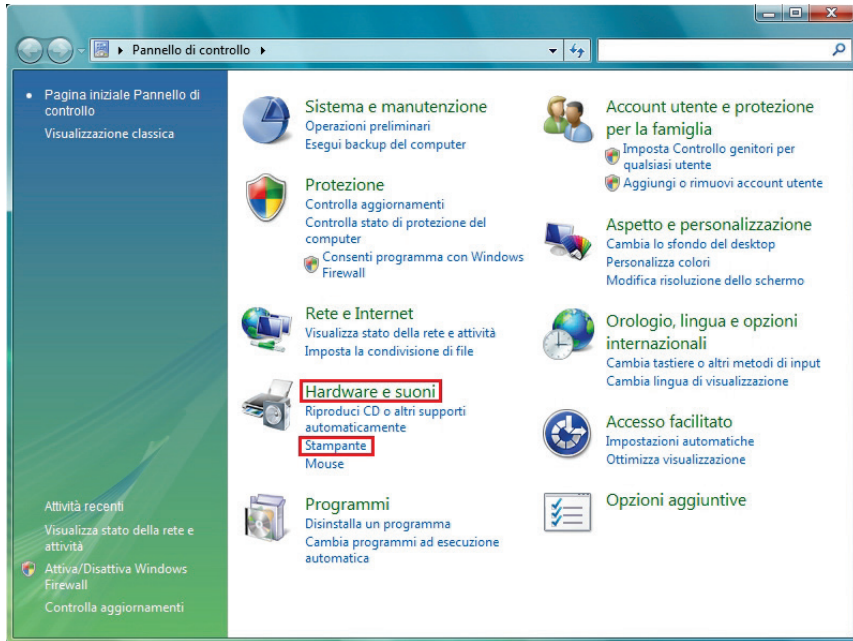 Pannello di controllo
Pagina iniziale Pannello di
controllo
Visualizzazione classica
Sistema e manutenzione
Operazioni preliminari
Esegui backup del computer
Protezione
Controlla aggiornamenti
Controlla stato di protezione del
computer
Consenti programma con Windows
Firewall
Rete e Internet
Visualizza stato della rete e attività
Imposta la condivisione di file
Hardware e suoni
Riproduci CD o altri supporti
automaticamente
Stampante
Mouse
Programmi
Disinstalla un programma
Cambia programmi ad esecuzione
automatica
Account utente e protezione
per la famiglia
Imposta Controllo genitori per
qualsiasi utente
Aggiungi o rimuovi account utente
Aspetto e personalizzazione
Cambia lo sfondo del desktop
Personalizza colori
Modifica risoluzione dello schermo
Orologio, lingua e opzioni
internazionali
Cambia tastiere o altri metodi di input
Cambia lingua di visualizzazione
Accesso facilitato
Impostazioni automatiche
Ottimizza visualizzazione
Opzioni aggiuntive
Attività recenti
Visualizza stato della rete e
attività
Attiva/Disattiva Windows
Firewall
Controlla aggiornamenti